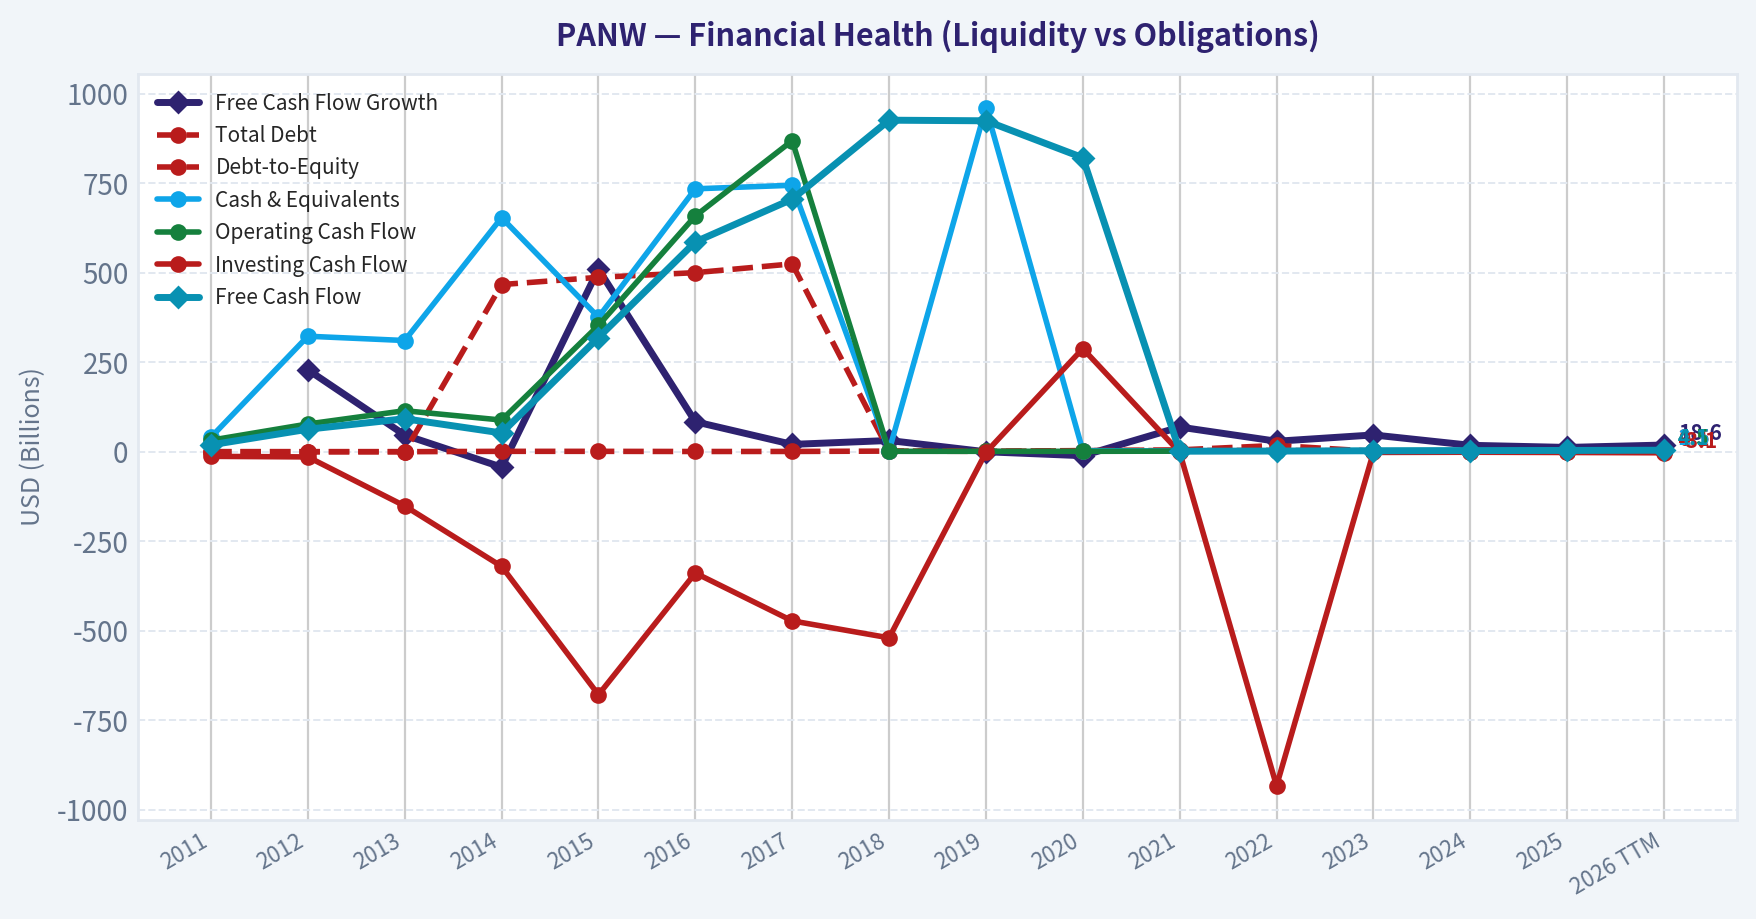 PANW — Financial Health (Liquidity vs Obligations)
Free Cash Flow Growth
Total Debt
Debt-to-Equity
Cash & Equivalents
Operating Cash Flow
Investing Cash Flow
Free Cash Flow
USD (Billions)
1000
750
500
250
0
-250
-500
-750
-1000
18.6
2011
2012
2013
2014
2015
2016
2017
2018
2019
2020
2021
2022
2023
2024
2025
2026 TTM